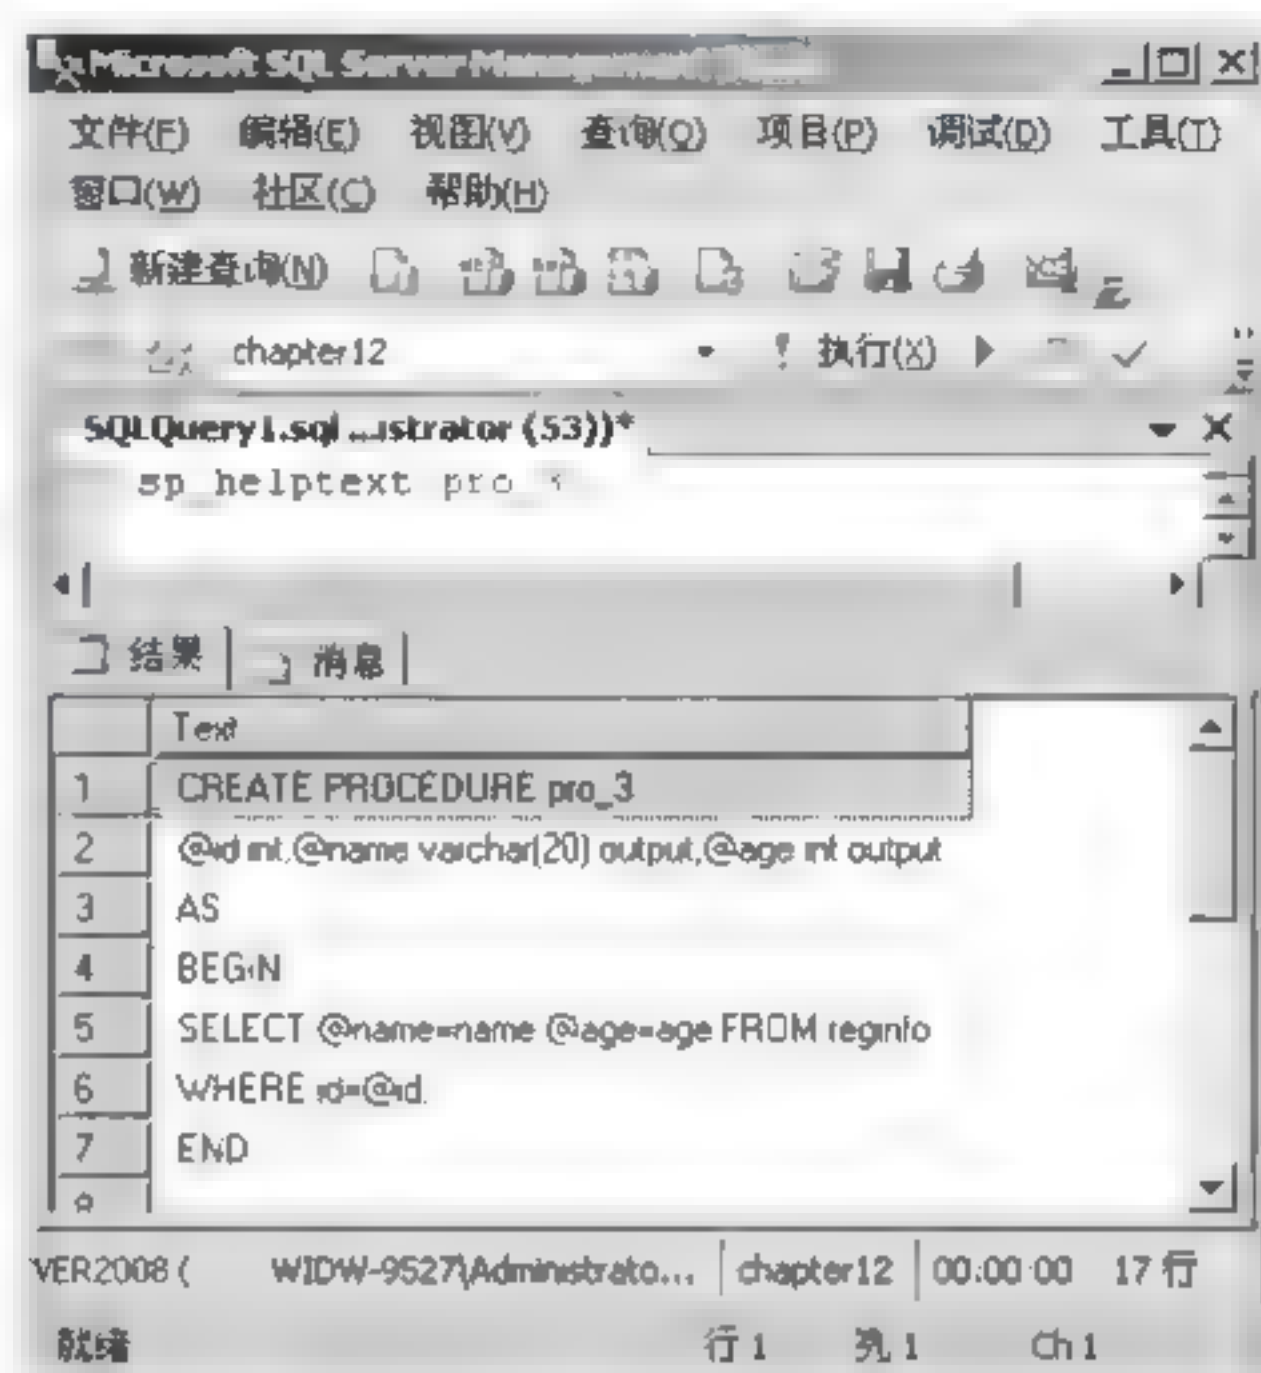 Microsoft SQL Server Management
文件(F) 编辑(E) 视图(V) 查询(Q) 项目(P) 调试(D) 工具(T)
窗口(W) 社区(C) 帮助(H)
新建查询(N)
chapter12 ! 执行(X)
SQLQuery1.sql ...istrator (53))*
sp_helptext pro_
结果 消息
Text
1 CREATE PROCEDURE pro_3
2 @id int,@name varchar(20) output,@age int output
3 AS
4 BEGIN
5 SELECT @name=name @age=age FROM reginfo
6 WHERE id=@id
7 END
8
VER2008 ( WIDW-9527\Administrato... chapter12 00:00:00 17 行
就绪 行 1 列 1 Ch 1